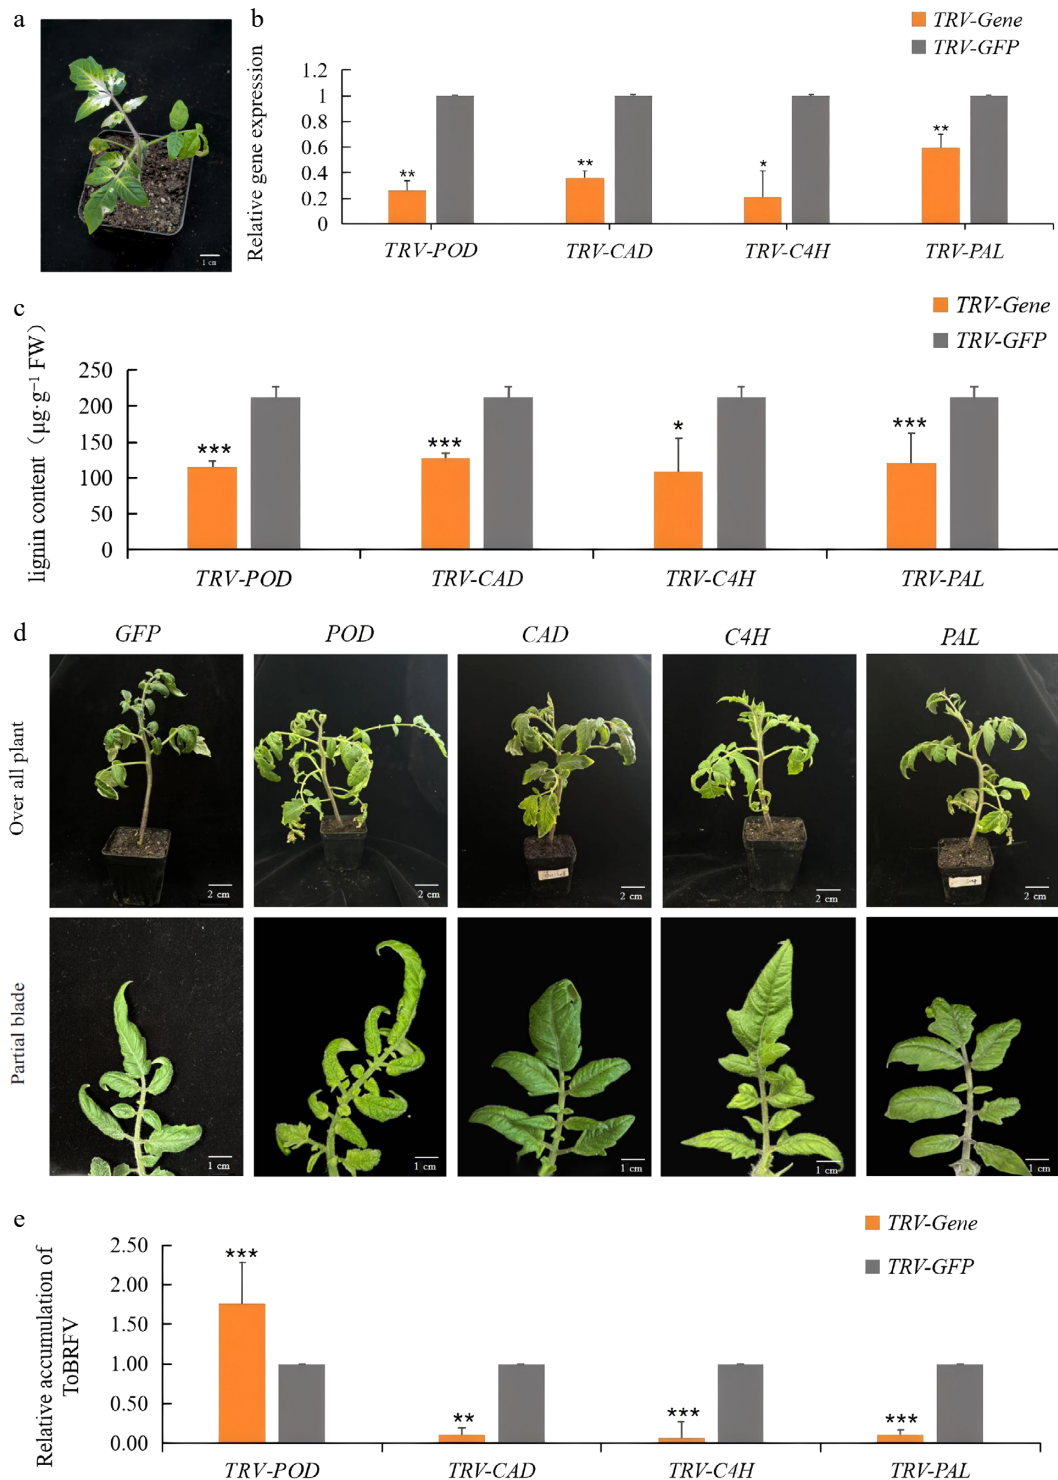 a
1 cm
b
TRV-Gene
TRV-GFP
Relative gene expression
1.2
1
0.8
0.6
0.4
0.2
0
**
**
*
**
TRV-POD
TRV-CAD
TRV-C4H
TRV-PAL
c
TRV-Gene
TRV-GFP
lignin content（μg·g⁻¹ FW）
250
200
150
100
50
0
***
***
*
***
TRV-POD
TRV-CAD
TRV-C4H
TRV-PAL
d
GFP
POD
CAD
C4H
PAL
Over all plant
2 cm
2 cm
2 cm
2 cm
2 cm
Partial blade
1 cm
1 cm
1 cm
1 cm
1 cm
e
TRV-Gene
TRV-GFP
Relative accumulation of
ToBRFV
2.50
2.00
1.50
1.00
0.50
0.00
***
**
***
***
TRV-POD
TRV-CAD
TRV-C4H
TRV-PAL